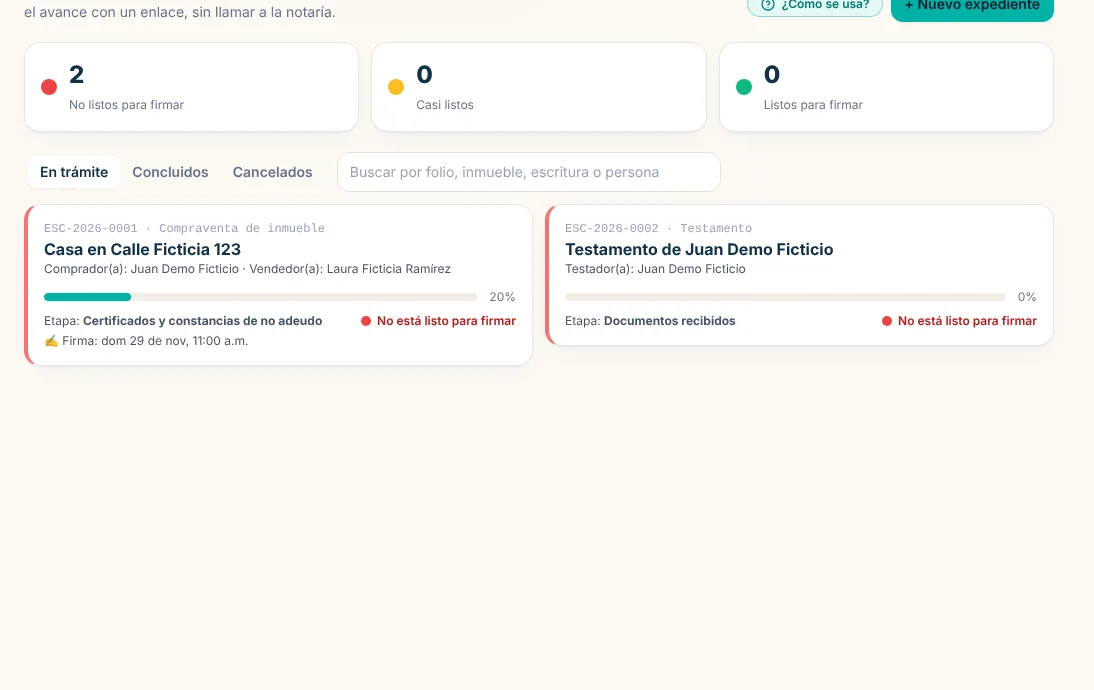 el avance con un enlace, sin llamar a la notaría.
¿Cómo se usa?
+ Nuevo expediente
2
No listos para firmar
0
Casi listos
0
Listos para firmar
En trámite Concluidos Cancelados Buscar por folio, inmueble, escritura o persona
ESC-2026-0001 · Compraventa de inmueble
Casa en Calle Ficticia 123
Comprador(a): Juan Demo Ficticio · Vendedor(a): Laura Ficticia Ramírez
20%
Etapa: Certificados y constancias de no adeudo No está listo para firmar
✍️ Firma: dom 29 de nov, 11:00 a.m.
ESC-2026-0002 · Testamento
Testamento de Juan Demo Ficticio
Testador(a): Juan Demo Ficticio
0%
Etapa: Documentos recibidos No está listo para firmar